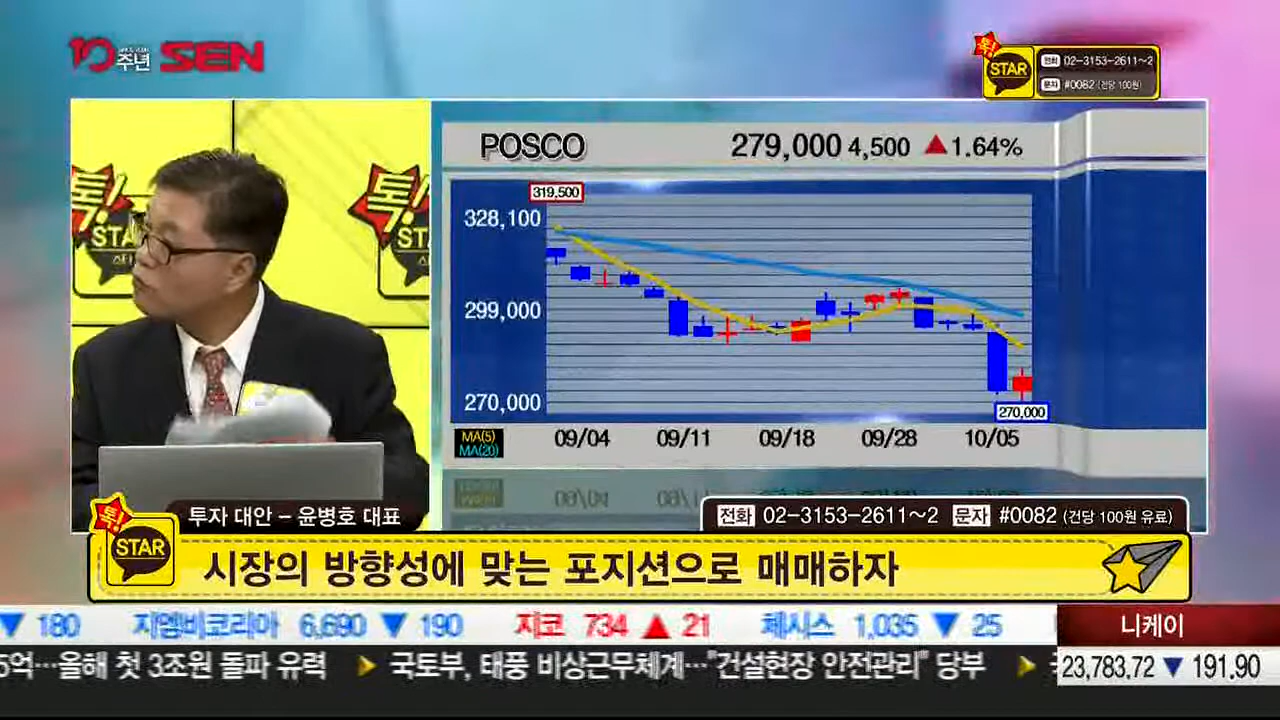 10주년 SEN
톡! STAR
전화 02-3153-2611~2
문자 #0082 (건당 100원)
톡!
STAR
톡!
ST
POSCO 279,000 4,500 ▲1.64%
319,500
328,100
299,000
270,000
270,000
MA(5)
MA(20)
09/04 09/11 09/18 09/28 10/05
투자 대안 - 윤병호 대표
전화 02-3153-2611~2 문자 #0082 (건당 100원 유료)
톡! STAR
시장의 방향성에 맞는 포지션으로 매매하자
▼ 180 지엠비코리아 6,690 ▼ 190 지코 734 ▲ 21 체시스 1,035 ▼ 25
니케이
5억…올해 첫 3조원 돌파 유력 국토부, 태풍 비상근무체계…"건설현장 안전관리" 당부
23,783.72 ▼ 191.90